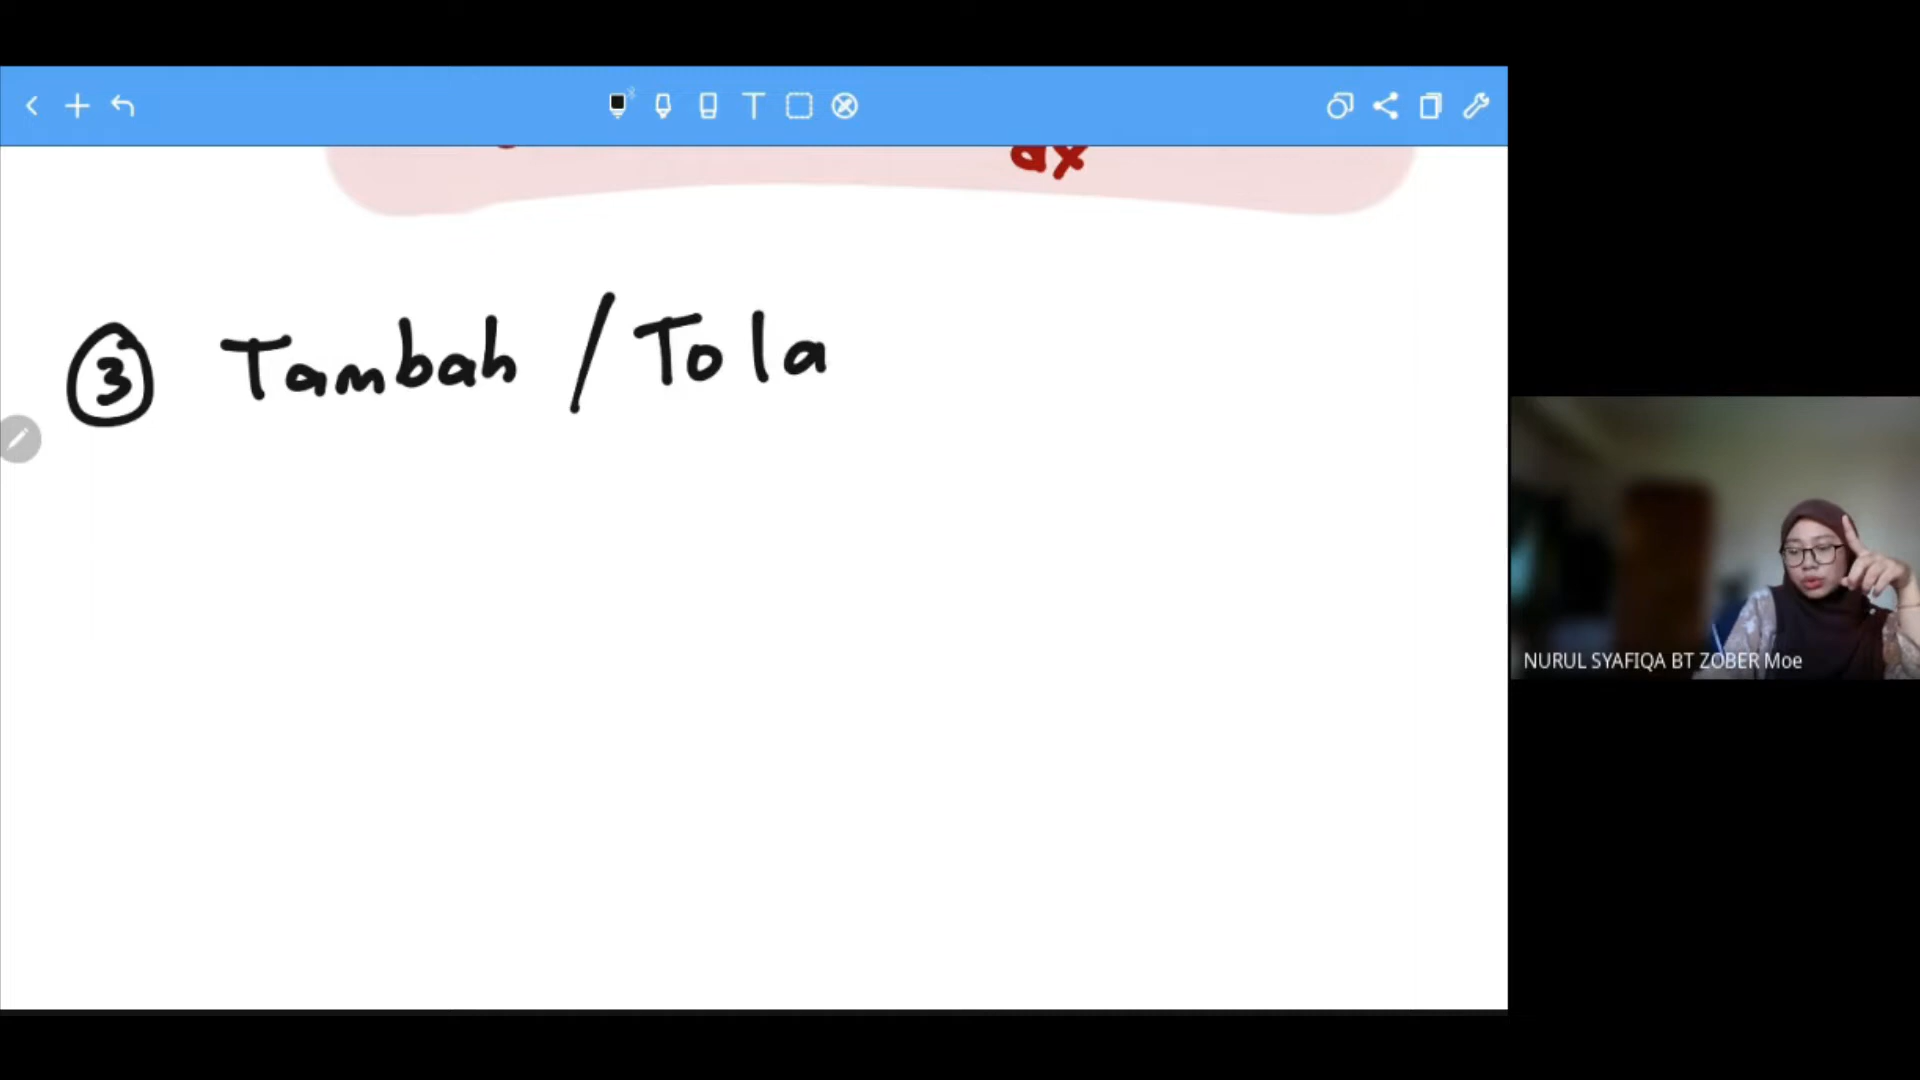 dx
③ Tambah / Tola
NURUL SYAFIQA BT ZOBER Moe